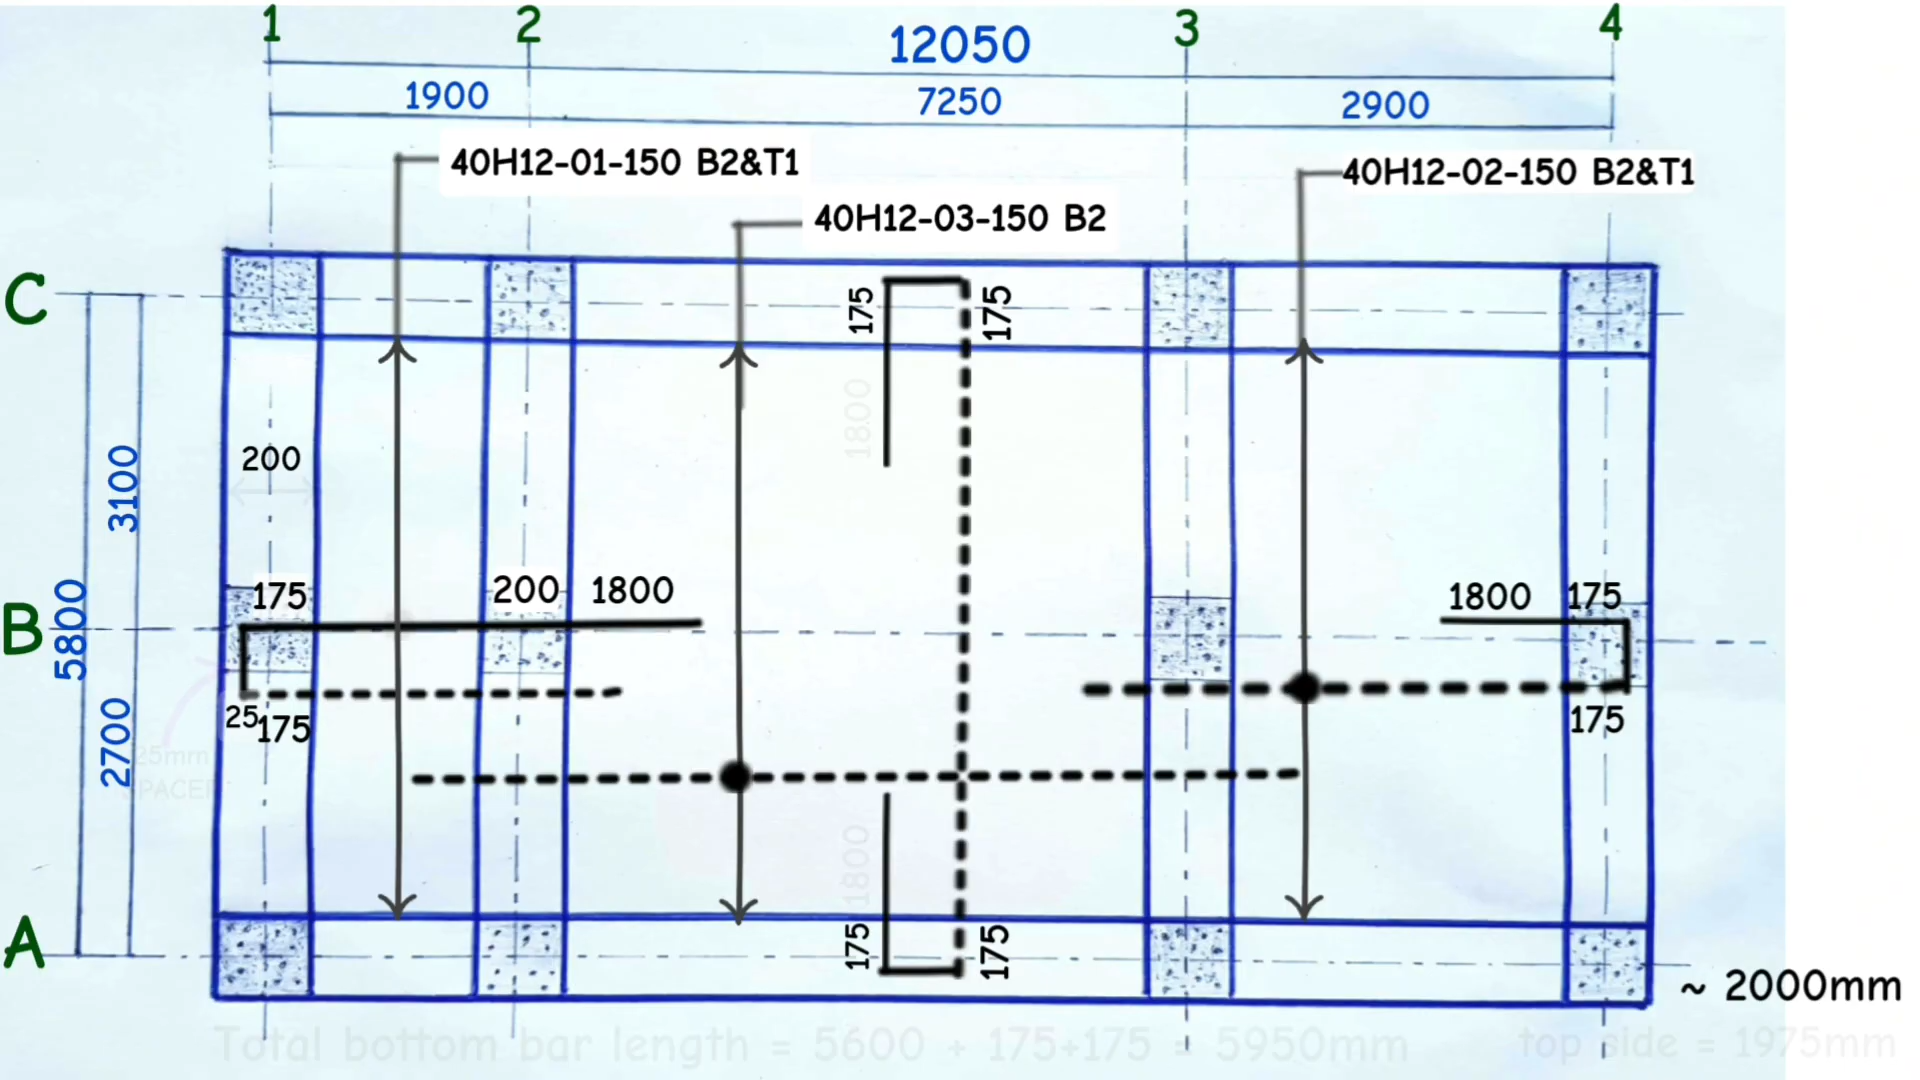 1
2
3
4
12050
1900
7250
2900
40H12-01-150 B2&T1
40H12-02-150 B2&T1
40H12-03-150 B2
C
175
175
1800
3100
200
5800
B
175
200
1800
1800
175
25
175
175
2700
25mm
SPACER
1800
A
175
175
~ 2000mm
Total bottom bar length = 5600 + 175+175 = 5950mm
top side = 1975mm